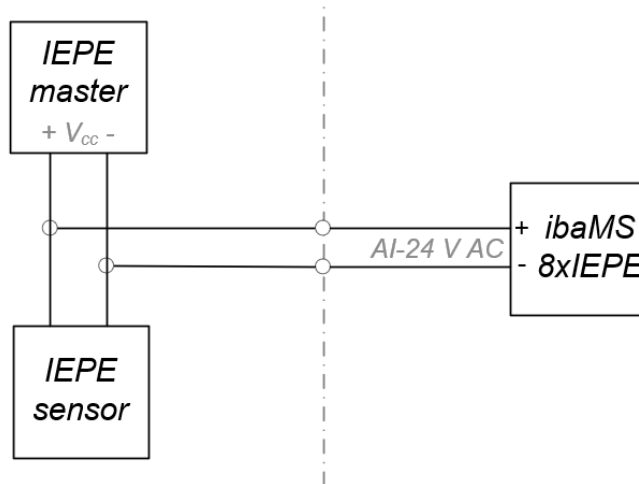 IEPE
master
+ Vcc -
+ ibaMS
AI-24 V AC
- 8xIEPE
IEPE
sensor